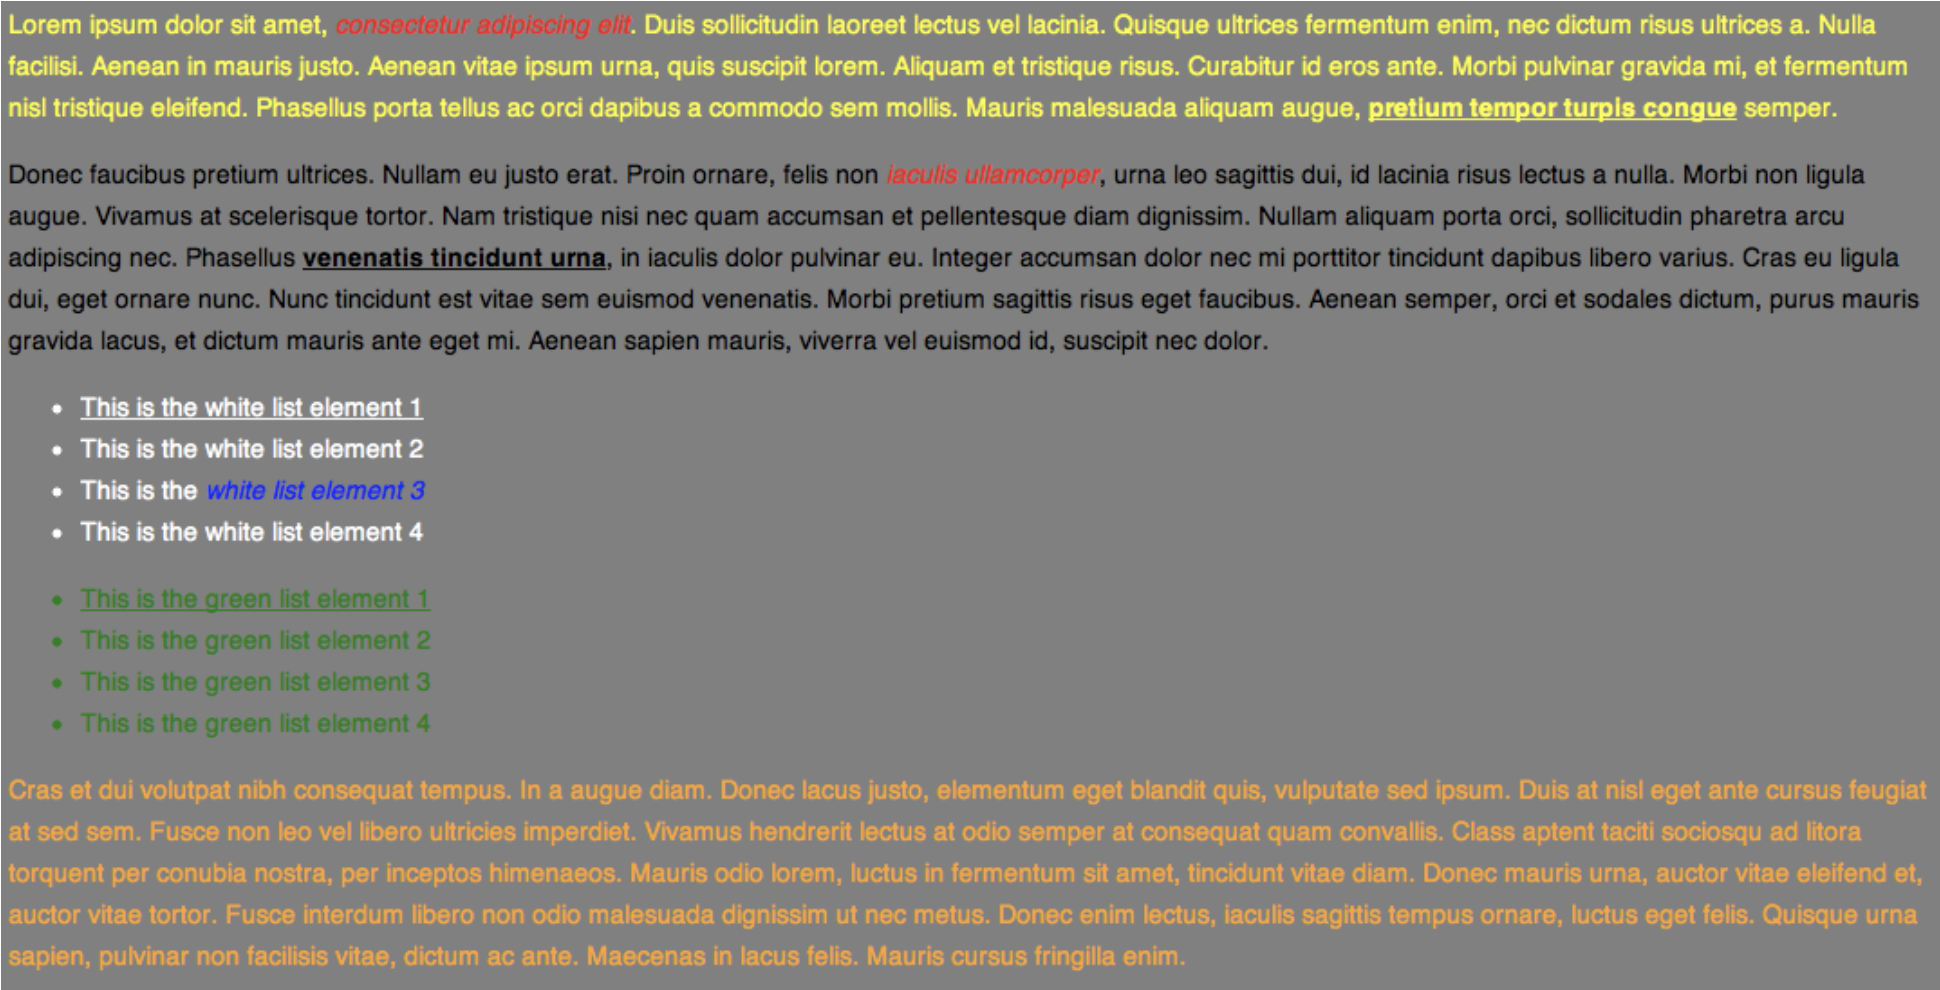 Lorem ipsum dolor sit amet, consectetur adipiscing elit. Duis sollicitudin laoreet lectus vel lacinia. Quisque ultrices fermentum enim, nec dictum risus ultrices a. Nulla
facilisi. Aenean in mauris justo. Aenean vitae ipsum urna, quis suscipit lorem. Aliquam et tristique risus. Curabitur id eros ante. Morbi pulvinar gravida mi, et fermentum
nisl tristique eleifend. Phasellus porta tellus ac orci dapibus a commodo sem mollis. Mauris malesuada aliquam augue, pretium tempor turpis congue semper.
Donec faucibus pretium ultrices. Nullam eu justo erat. Proin ornare, felis non iaculis ullamcorper, urna leo sagittis dui, id lacinia risus lectus a nulla. Morbi non ligula
augue. Vivamus at scelerisque tortor. Nam tristique nisi nec quam accumsan et pellentesque diam dignissim. Nullam aliquam porta orci, sollicitudin pharetra arcu
adipiscing nec. Phasellus venenatis tincidunt urna, in iaculis dolor pulvinar eu. Integer accumsan dolor nec mi porttitor tincidunt dapibus libero varius. Cras eu ligula
dui, eget ornare nunc. Nunc tincidunt est vitae sem euismod venenatis. Morbi pretium sagittis risus eget faucibus. Aenean semper, orci et sodales dictum, purus mauris
gravida lacus, et dictum mauris ante eget mi. Aenean sapien mauris, viverra vel euismod id, suscipit nec dolor.
• This is the white list element 1
• This is the white list element 2
• This is the white list element 3
• This is the white list element 4
• This is the green list element 1
• This is the green list element 2
• This is the green list element 3
• This is the green list element 4
Cras et dui volutpat nibh consequat tempus. In a augue diam. Donec lacus justo, elementum eget blandit quis, vulputate sed ipsum. Duis at nisl eget ante cursus feugiat
at sed sem. Fusce non leo vel libero ultricies imperdiet. Vivamus hendrerit lectus at odio semper at consequat quam convallis. Class aptent taciti sociosqu ad litora
torquent per conubia nostra, per inceptos himenaeos. Mauris odio lorem, luctus in fermentum sit amet, tincidunt vitae diam. Donec mauris urna, auctor vitae eleifend et,
auctor vitae tortor. Fusce interdum libero non odio malesuada dignissim ut nec metus. Donec enim lectus, iaculis sagittis tempus ornare, luctus eget felis. Quisque urna
sapien, pulvinar non facilisis vitae, dictum ac ante. Maecenas in lacus felis. Mauris cursus fringilla enim.